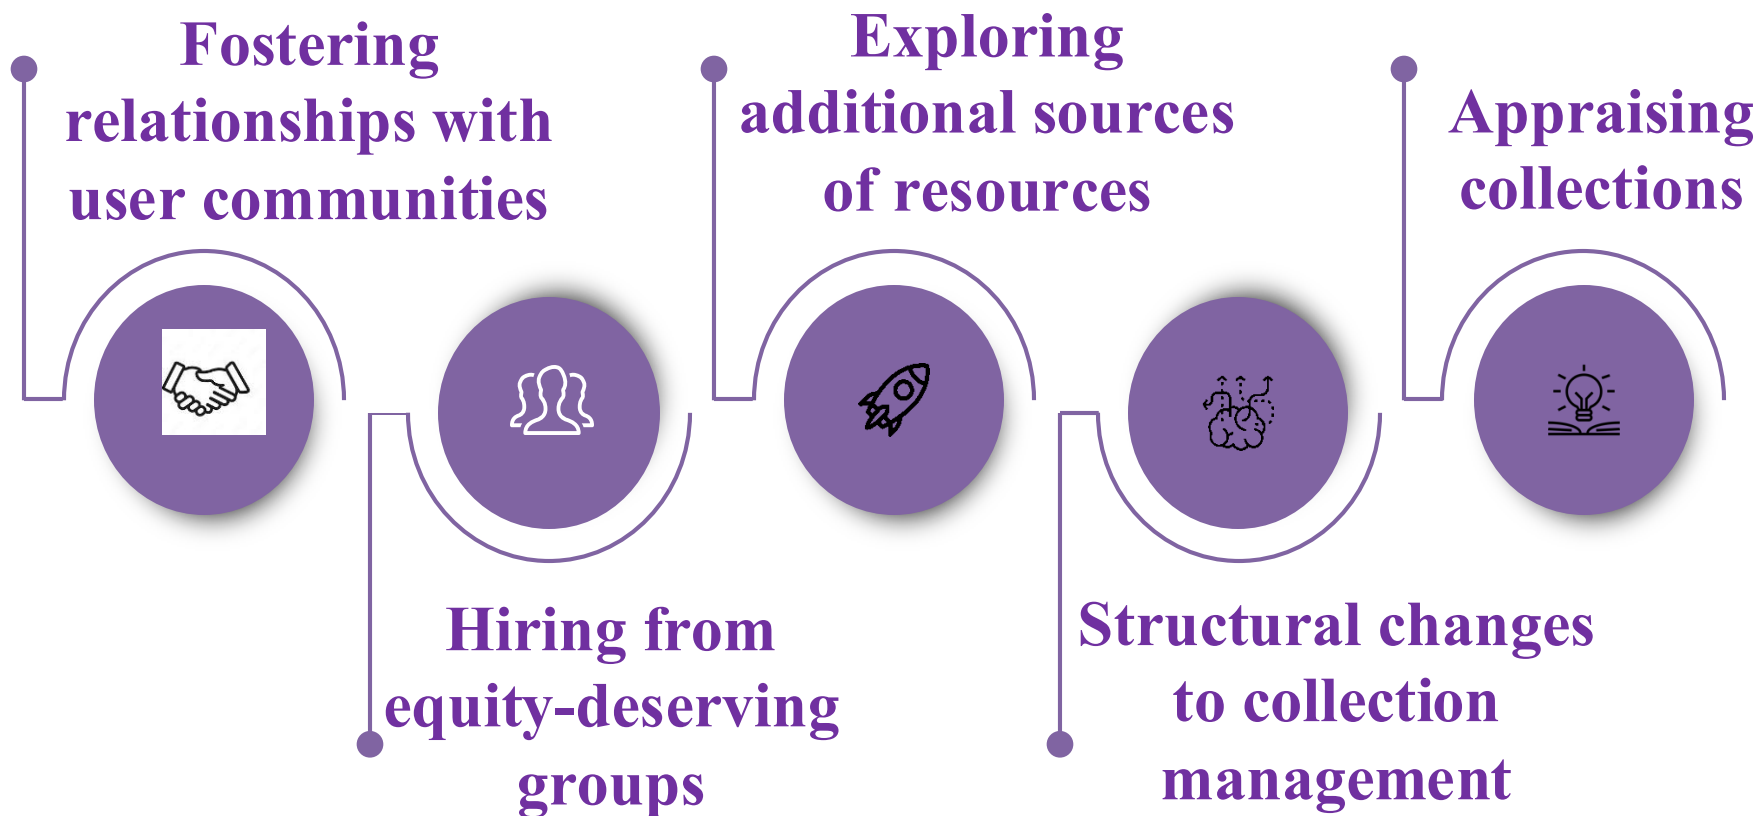 Fostering
relationships with
user communities
Hiring from
equity-deserving
groups
Exploring
additional sources
of resources
Structural changes
to collection
management
Appraising
collections